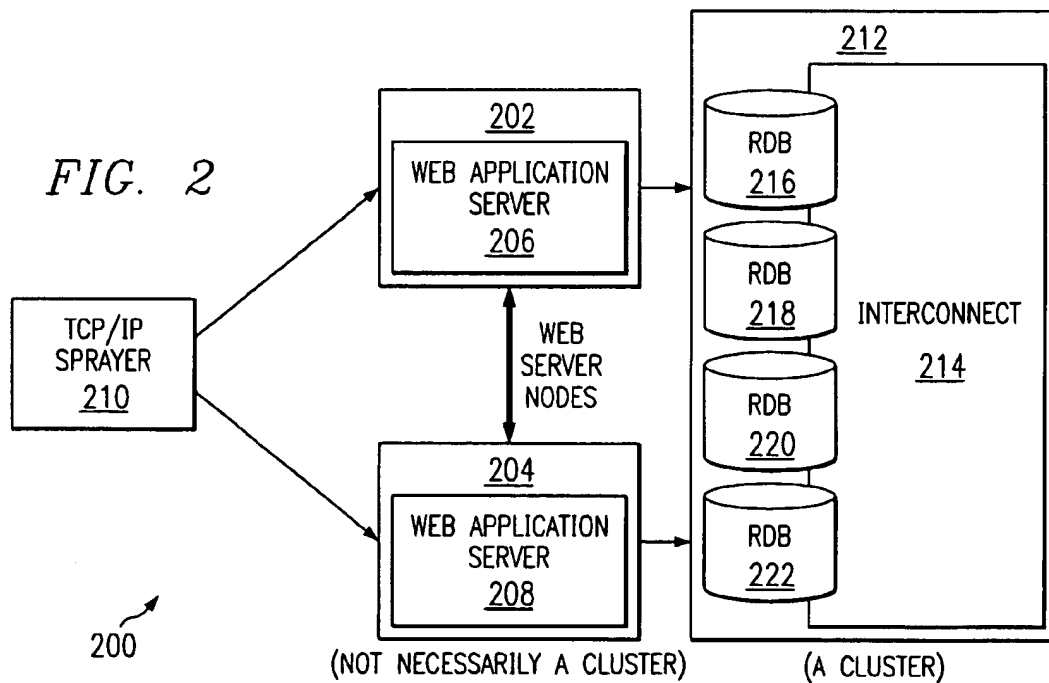 FIG. 2
TCP/IP
SPRAYER
210
202
WEB APPLICATION
SERVER
206
WEB
SERVER
NODES
204
WEB APPLICATION
SERVER
208
(NOT NECESSARILY A CLUSTER)
212
RDB
216
RDB
218
RDB
220
RDB
222
INTERCONNECT
214
(A CLUSTER)
200